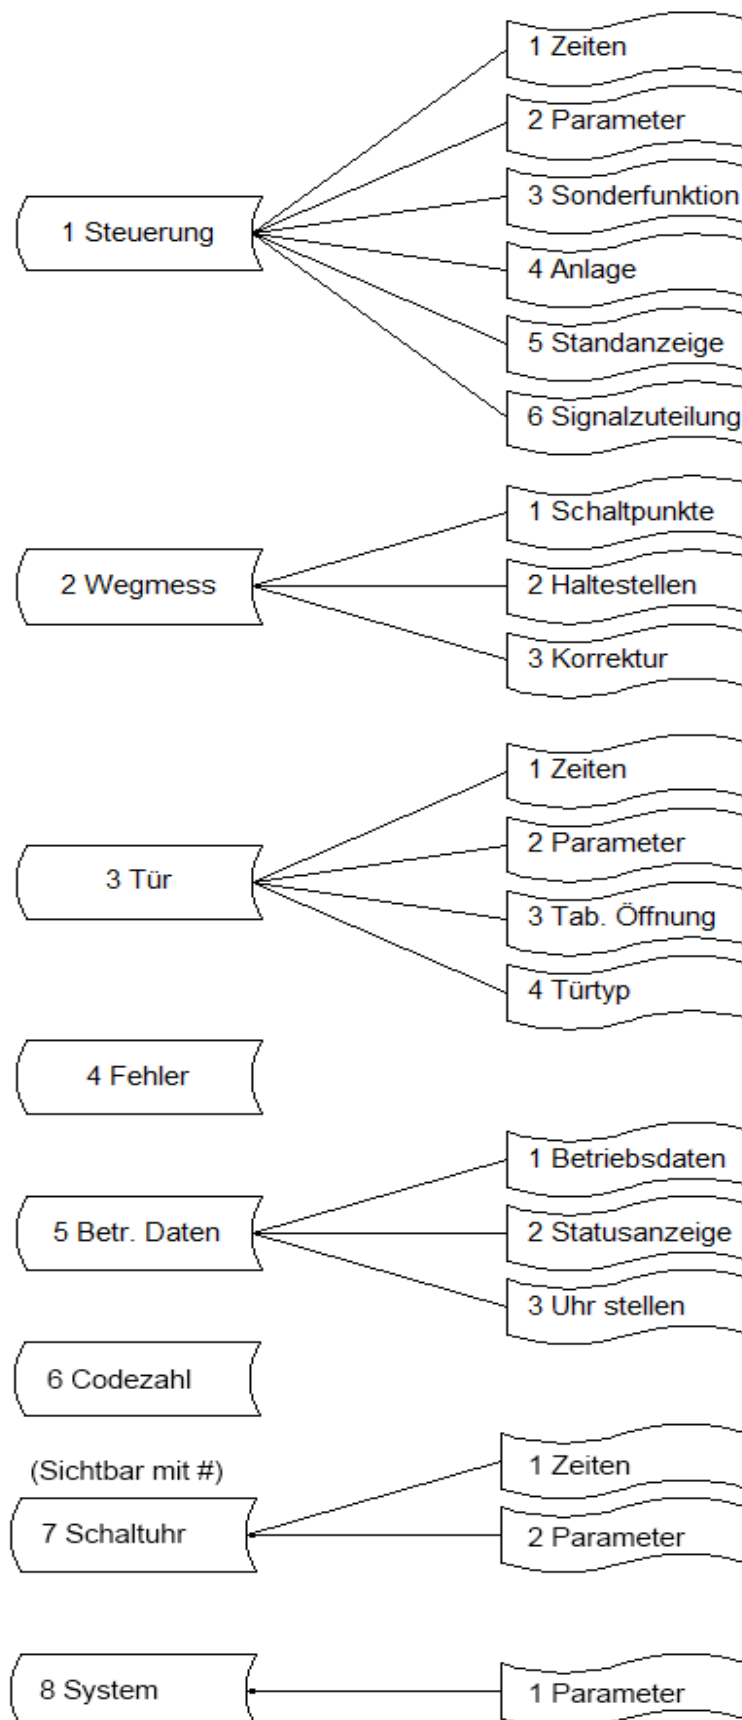 1 Steuerung
1 Zeiten
2 Parameter
3 Sonderfunktion
4 Anlage
5 Standanzeige
6 Signalzuteilung
2 Wegmess
1 Schaltpunkte
2 Haltestellen
3 Korrektur
3 Tür
1 Zeiten
2 Parameter
3 Tab. Öffnung
4 Türtyp
4 Fehler
5 Betr. Daten
1 Betriebsdaten
2 Statusanzeige
3 Uhr stellen
6 Codezahl
(Sichtbar mit #)
7 Schaltuhr
1 Zeiten
2 Parameter
8 System
1 Parameter